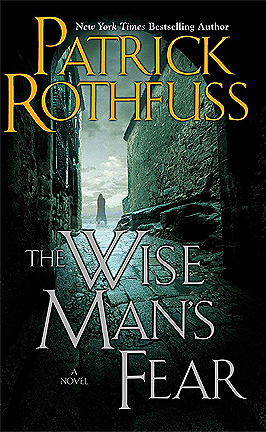 New York Times Bestselling Author
PATRICK
ROTHFUSS
THE WISE
MAN'S
A NOVEL
FEAR